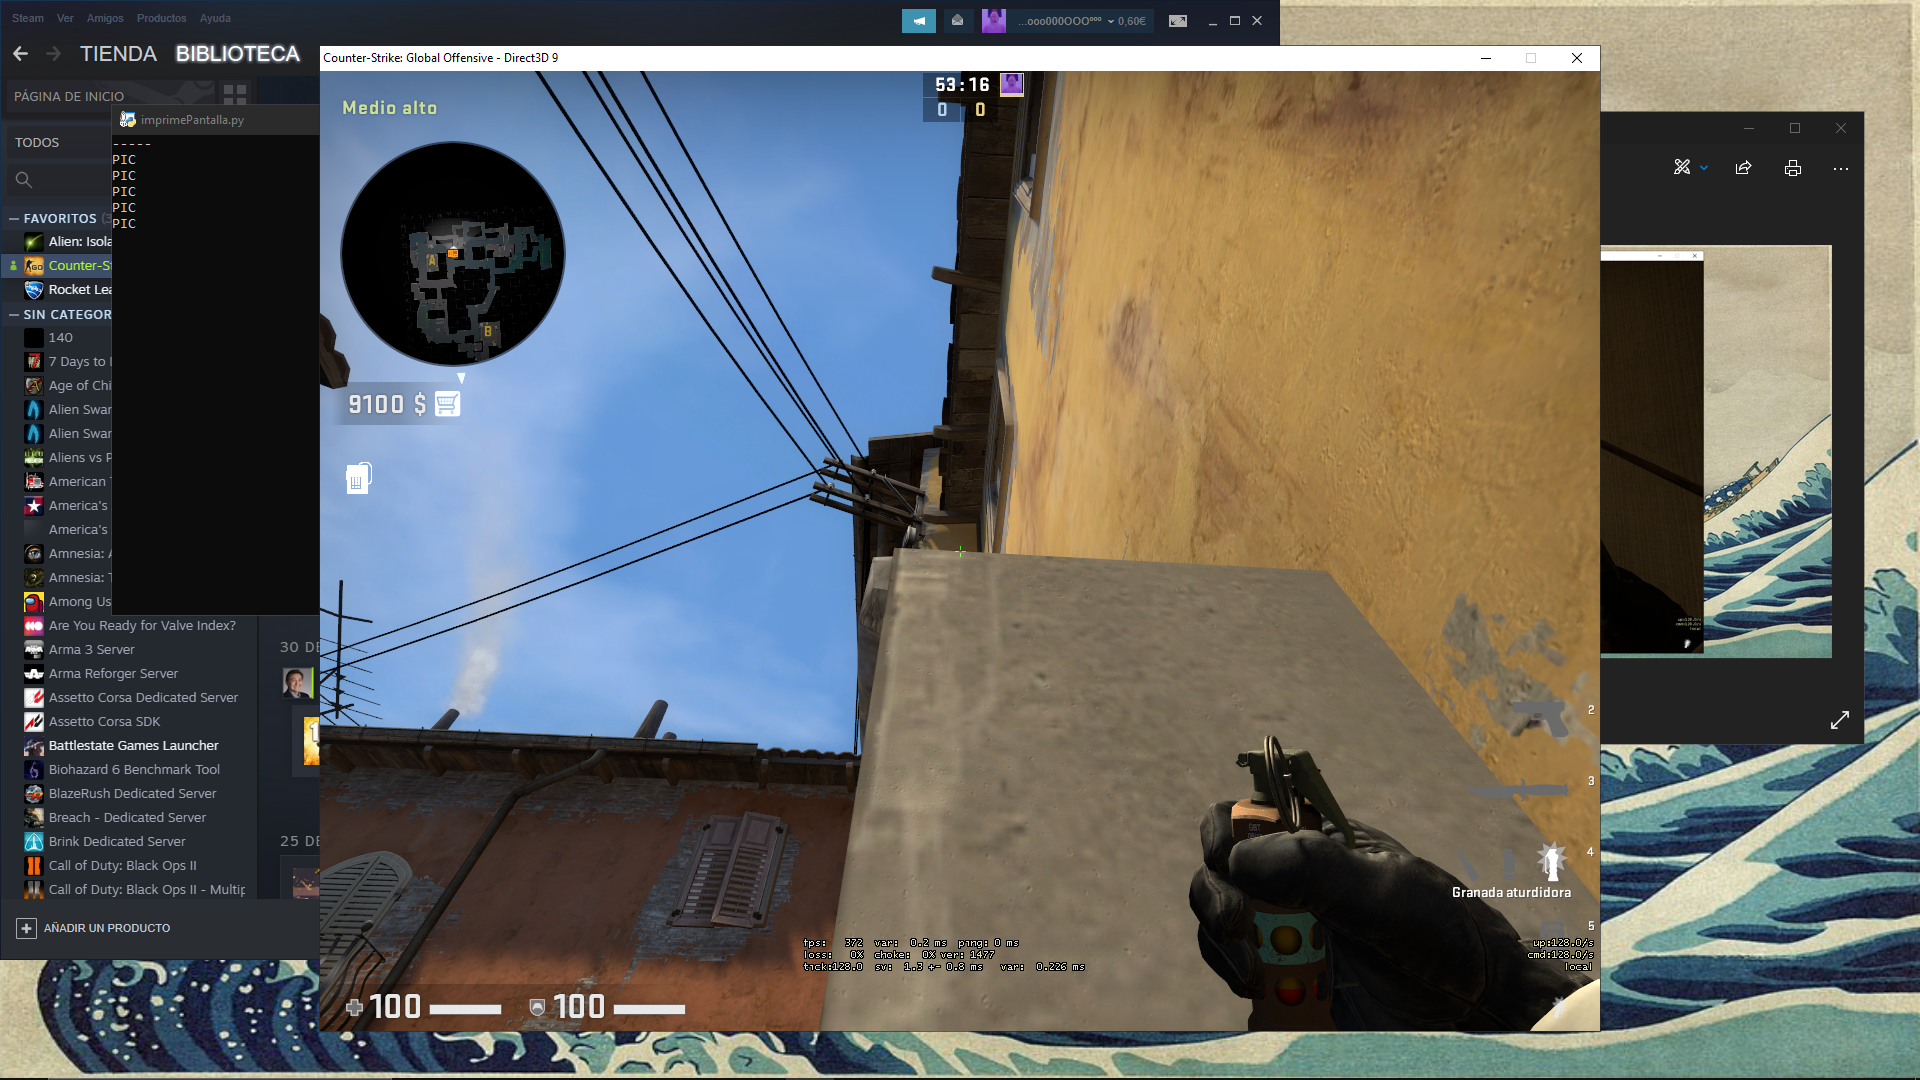 Steam Ver Amigos Productos Ayuda
...ooo000OOOººº 0,60€
TIENDA BIBLIOTECA
PÁGINA DE INICIO
TODOS
FAVORITOS
Alien: Isola
Counter-St
Rocket Lea
SIN CATEGOR
140
7 Days to
Age of Chi
Alien Swar
Alien Swar
Aliens vs P
American
America's
America's
Amnesia: A
Amnesia: T
Among Us
Are You Ready for Valve Index?
Arma 3 Server
Arma Reforger Server
Assetto Corsa Dedicated Server
Assetto Corsa SDK
Battlestate Games Launcher
Biohazard 6 Benchmark Tool
BlazeRush Dedicated Server
Breach - Dedicated Server
Brink Dedicated Server
Call of Duty: Black Ops II
Call of Duty: Black Ops II - Multip
AÑADIR UN PRODUCTO
30 DE
25 DE
imprimePantalla.py
-----
PIC
PIC
PIC
PIC
PIC
Counter-Strike: Global Offensive - Direct3D 9
Medio alto
53:16
0 0
A
B
9100 $
2
3
4
Granada aturdidora
5
fps: 372 var: 0.2 ms ping: 0 ms
loss: 0% choke: 0% ver: 1477
tick:128.0 sv: 1.3 +- 0.8 ms var: 0.226 ms
up:128.0/s
cmd:128.0/s
local
100 100